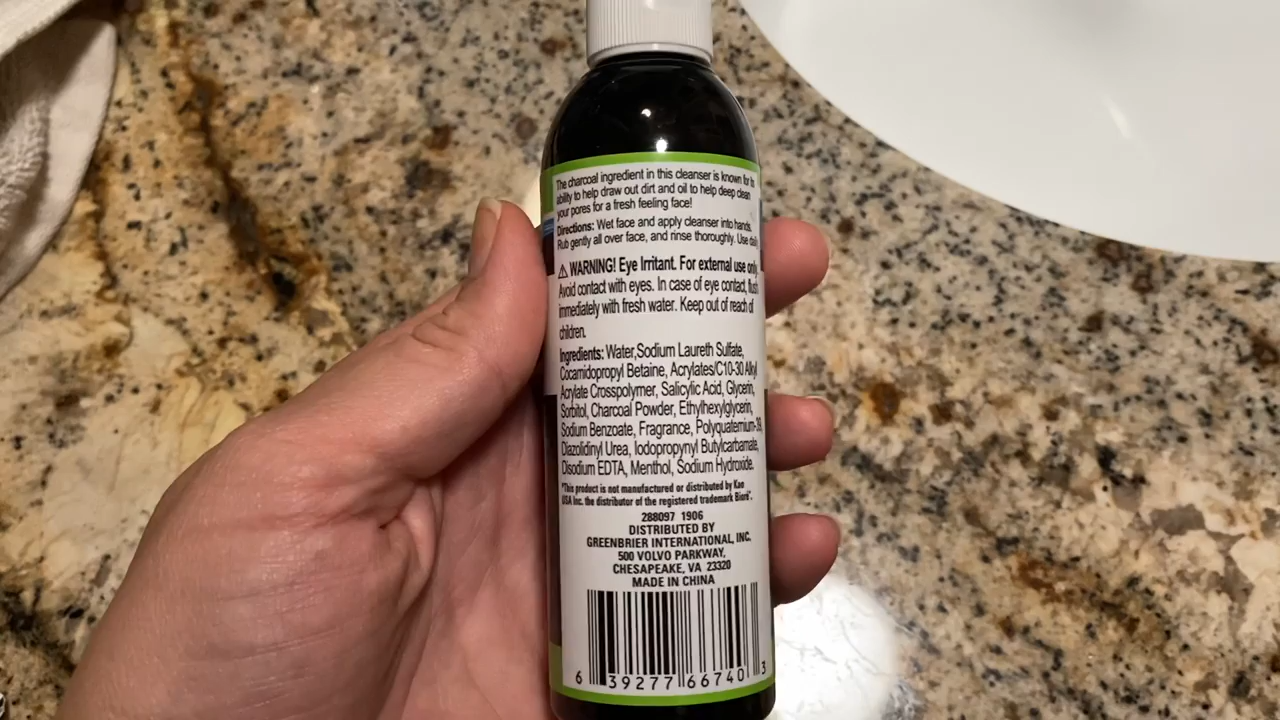 The charcoal ingredient in this cleanser is known for its
ability to help draw out dirt and oil to help deep clean
your pores for a fresh feeling face!
Directions: Wet face and apply cleanser into hands.
Rub gently all over face, and rinse thoroughly. Use
⚠ WARNING! Eye Irritant. For external use only.
Avoid contact with eyes. In case of eye contact, flush
immediately with fresh water. Keep out of reach of
children.
Ingredients: Water,Sodium Laureth Sulfate,
Cocamidopropyl Betaine, Acrylates/C10-30 Alkyl
Acrylate Crosspolymer, Salicylic Acid, Glycerin,
Sorbitol, Charcoal Powder, Ethylhexylglycerin,
Sodium Benzoate, Fragrance, Polyquaternium-39,
Diazolidinyl Urea, Iodopropynyl Butylcarbamate,
Disodium EDTA, Menthol, Sodium Hydroxide.
*This product is not manufactured or distributed by Kao
USA Inc. the distributor of the registered trademark Bioré®.
288097 1906
DISTRIBUTED BY
GREENBRIER INTERNATIONAL, INC.
500 VOLVO PARKWAY,
CHESAPEAKE, VA 23320
MADE IN CHINA
6 39277 66740 3